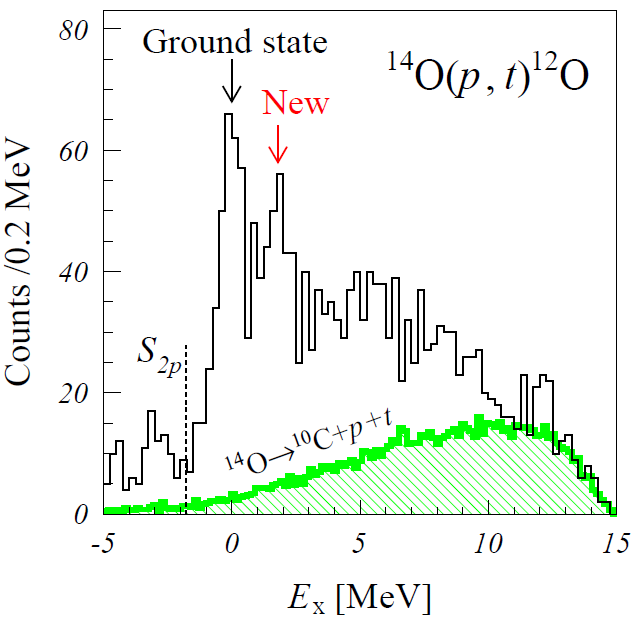 80
60
40
20
0
Counts /0.2 MeV
Ground state
New
¹⁴O(p, t)¹²O
S₂ₚ
¹⁴O→¹⁰C+p+t
-5 0 5 10 15
Eₓ [MeV]